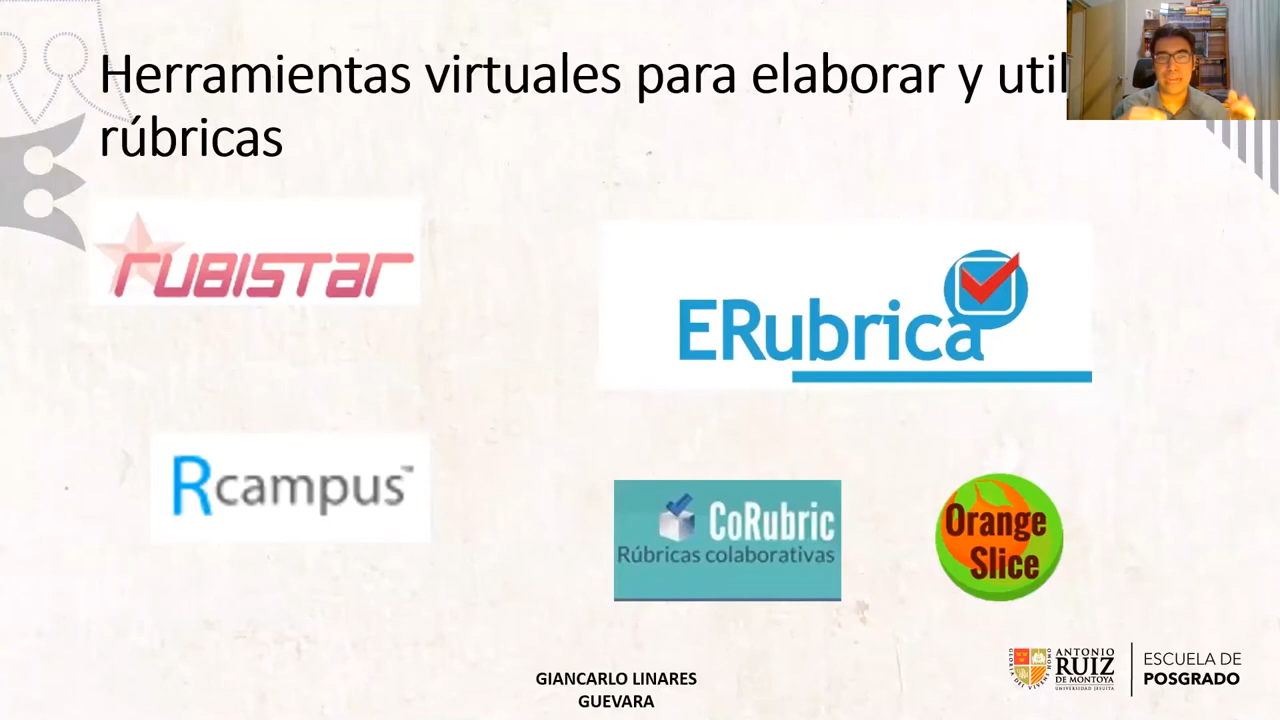 Herramientas virtuales para elaborar y util
rúbricas
rubistar
ERubrica
Rcampus™
CoRubric
Rúbricas colaborativas
Orange
Slice
GIANCARLO LINARES
GUEVARA
ANTONIO
RUIZ
DE MONTOYA
UNIVERSIDAD JESUITA
ESCUELA DE
POSGRADO